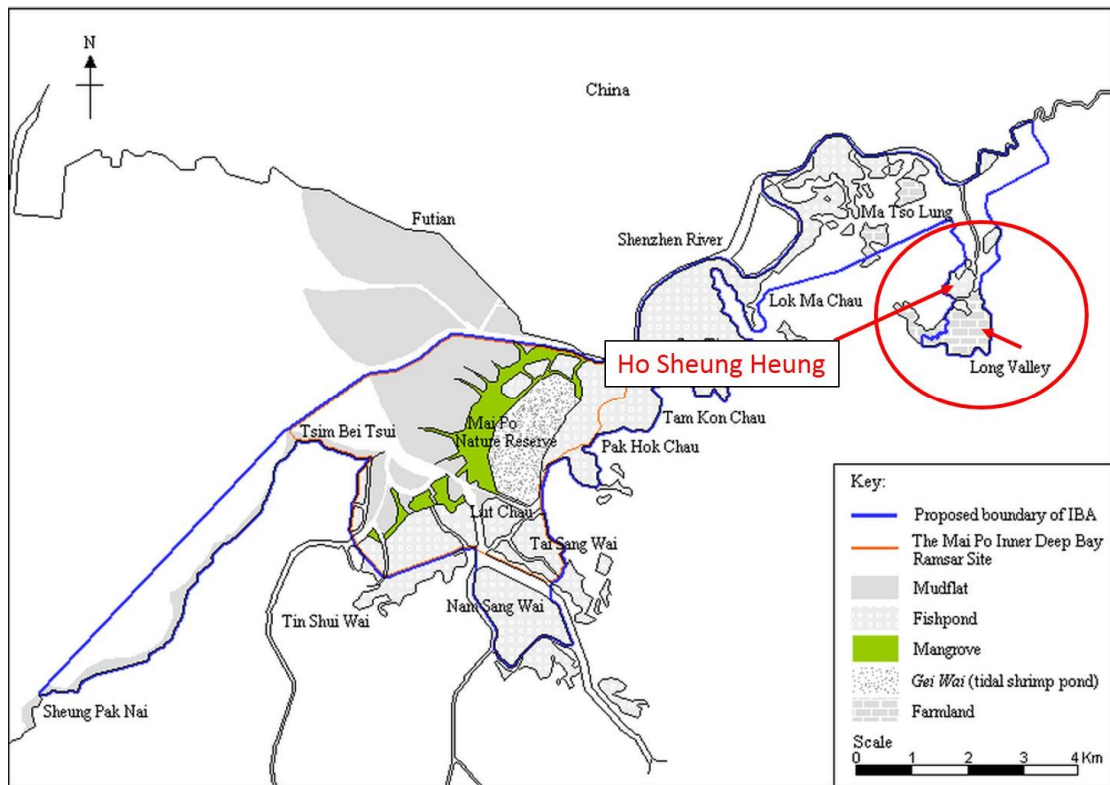 N
China
Futian
Ma Tso Lung
Shenzhen River
Lok Ma Chau
Ho Sheung Heung
Long Valley
Tam Kon Chau
Tsim Bei Tsui
Mai Po
Nature Reserve
Pak Hok Chau
Lut Chau
Tai Sang Wai
Nam Sang Wai
Tin Shui Wai
Sheung Pak Nai
Key:
Proposed boundary of IBA
The Mai Po Inner Deep Bay
Ramsar Site
Mudflat
Fishpond
Mangrove
Gei Wai (tidal shrimp pond)
Farmland
Scale
0 1 2 3 4 Km